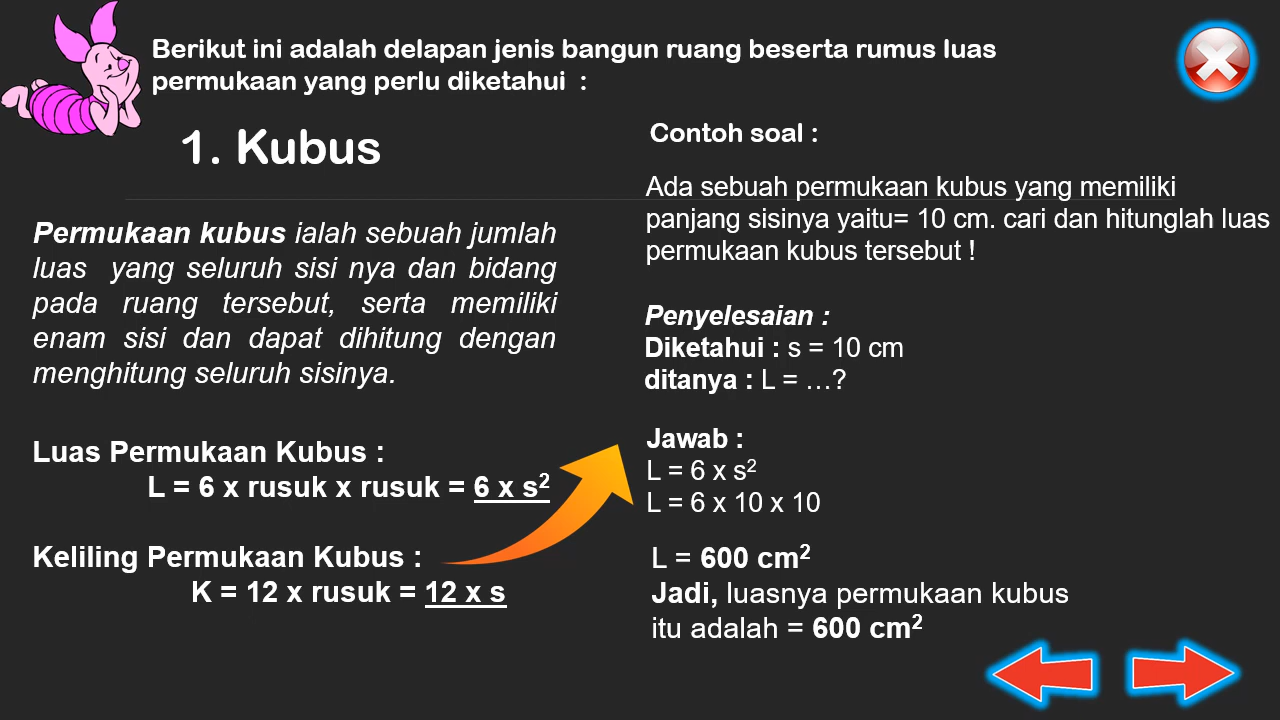 Berikut ini adalah delapan jenis bangun ruang beserta rumus luas
permukaan yang perlu diketahui :
1. Kubus
Permukaan kubus ialah sebuah jumlah
luas yang seluruh sisi nya dan bidang
pada ruang tersebut, serta memiliki
enam sisi dan dapat dihitung dengan
menghitung seluruh sisinya.
Luas Permukaan Kubus :
L = 6 x rusuk x rusuk = 6 x s²
Keliling Permukaan Kubus :
K = 12 x rusuk = 12 x s
Contoh soal :
Ada sebuah permukaan kubus yang memiliki
panjang sisinya yaitu= 10 cm. cari dan hitunglah luas
permukaan kubus tersebut !
Penyelesaian :
Diketahui : s = 10 cm
ditanya : L = …?
Jawab :
L = 6 x s²
L = 6 x 10 x 10
L = 600 cm²
Jadi, luasnya permukaan kubus
itu adalah = 600 cm²